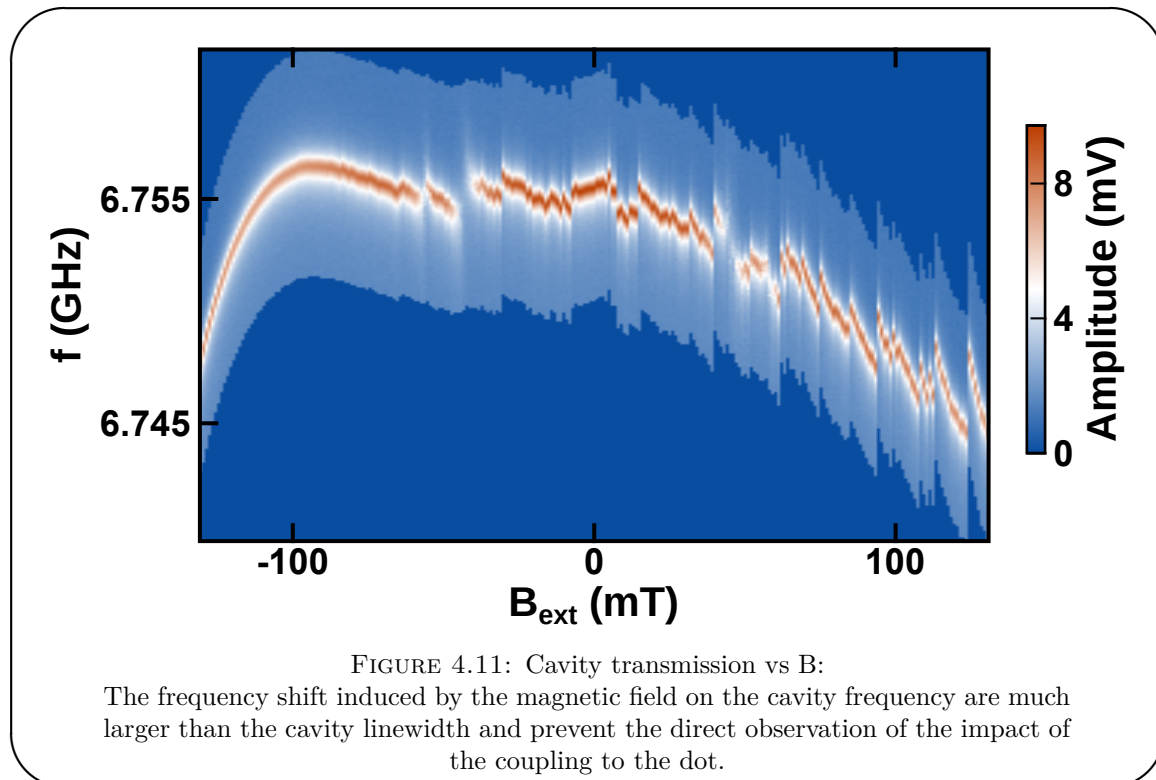 6.755
6.745
f (GHz)
-100 0 100
B_ext (mT)
8
4
0
Amplitude (mV)
FIGURE 4.11: Cavity transmission vs B:
The frequency shift induced by the magnetic field on the cavity frequency are much
larger than the cavity linewidth and prevent the direct observation of the impact of
the coupling to the dot.